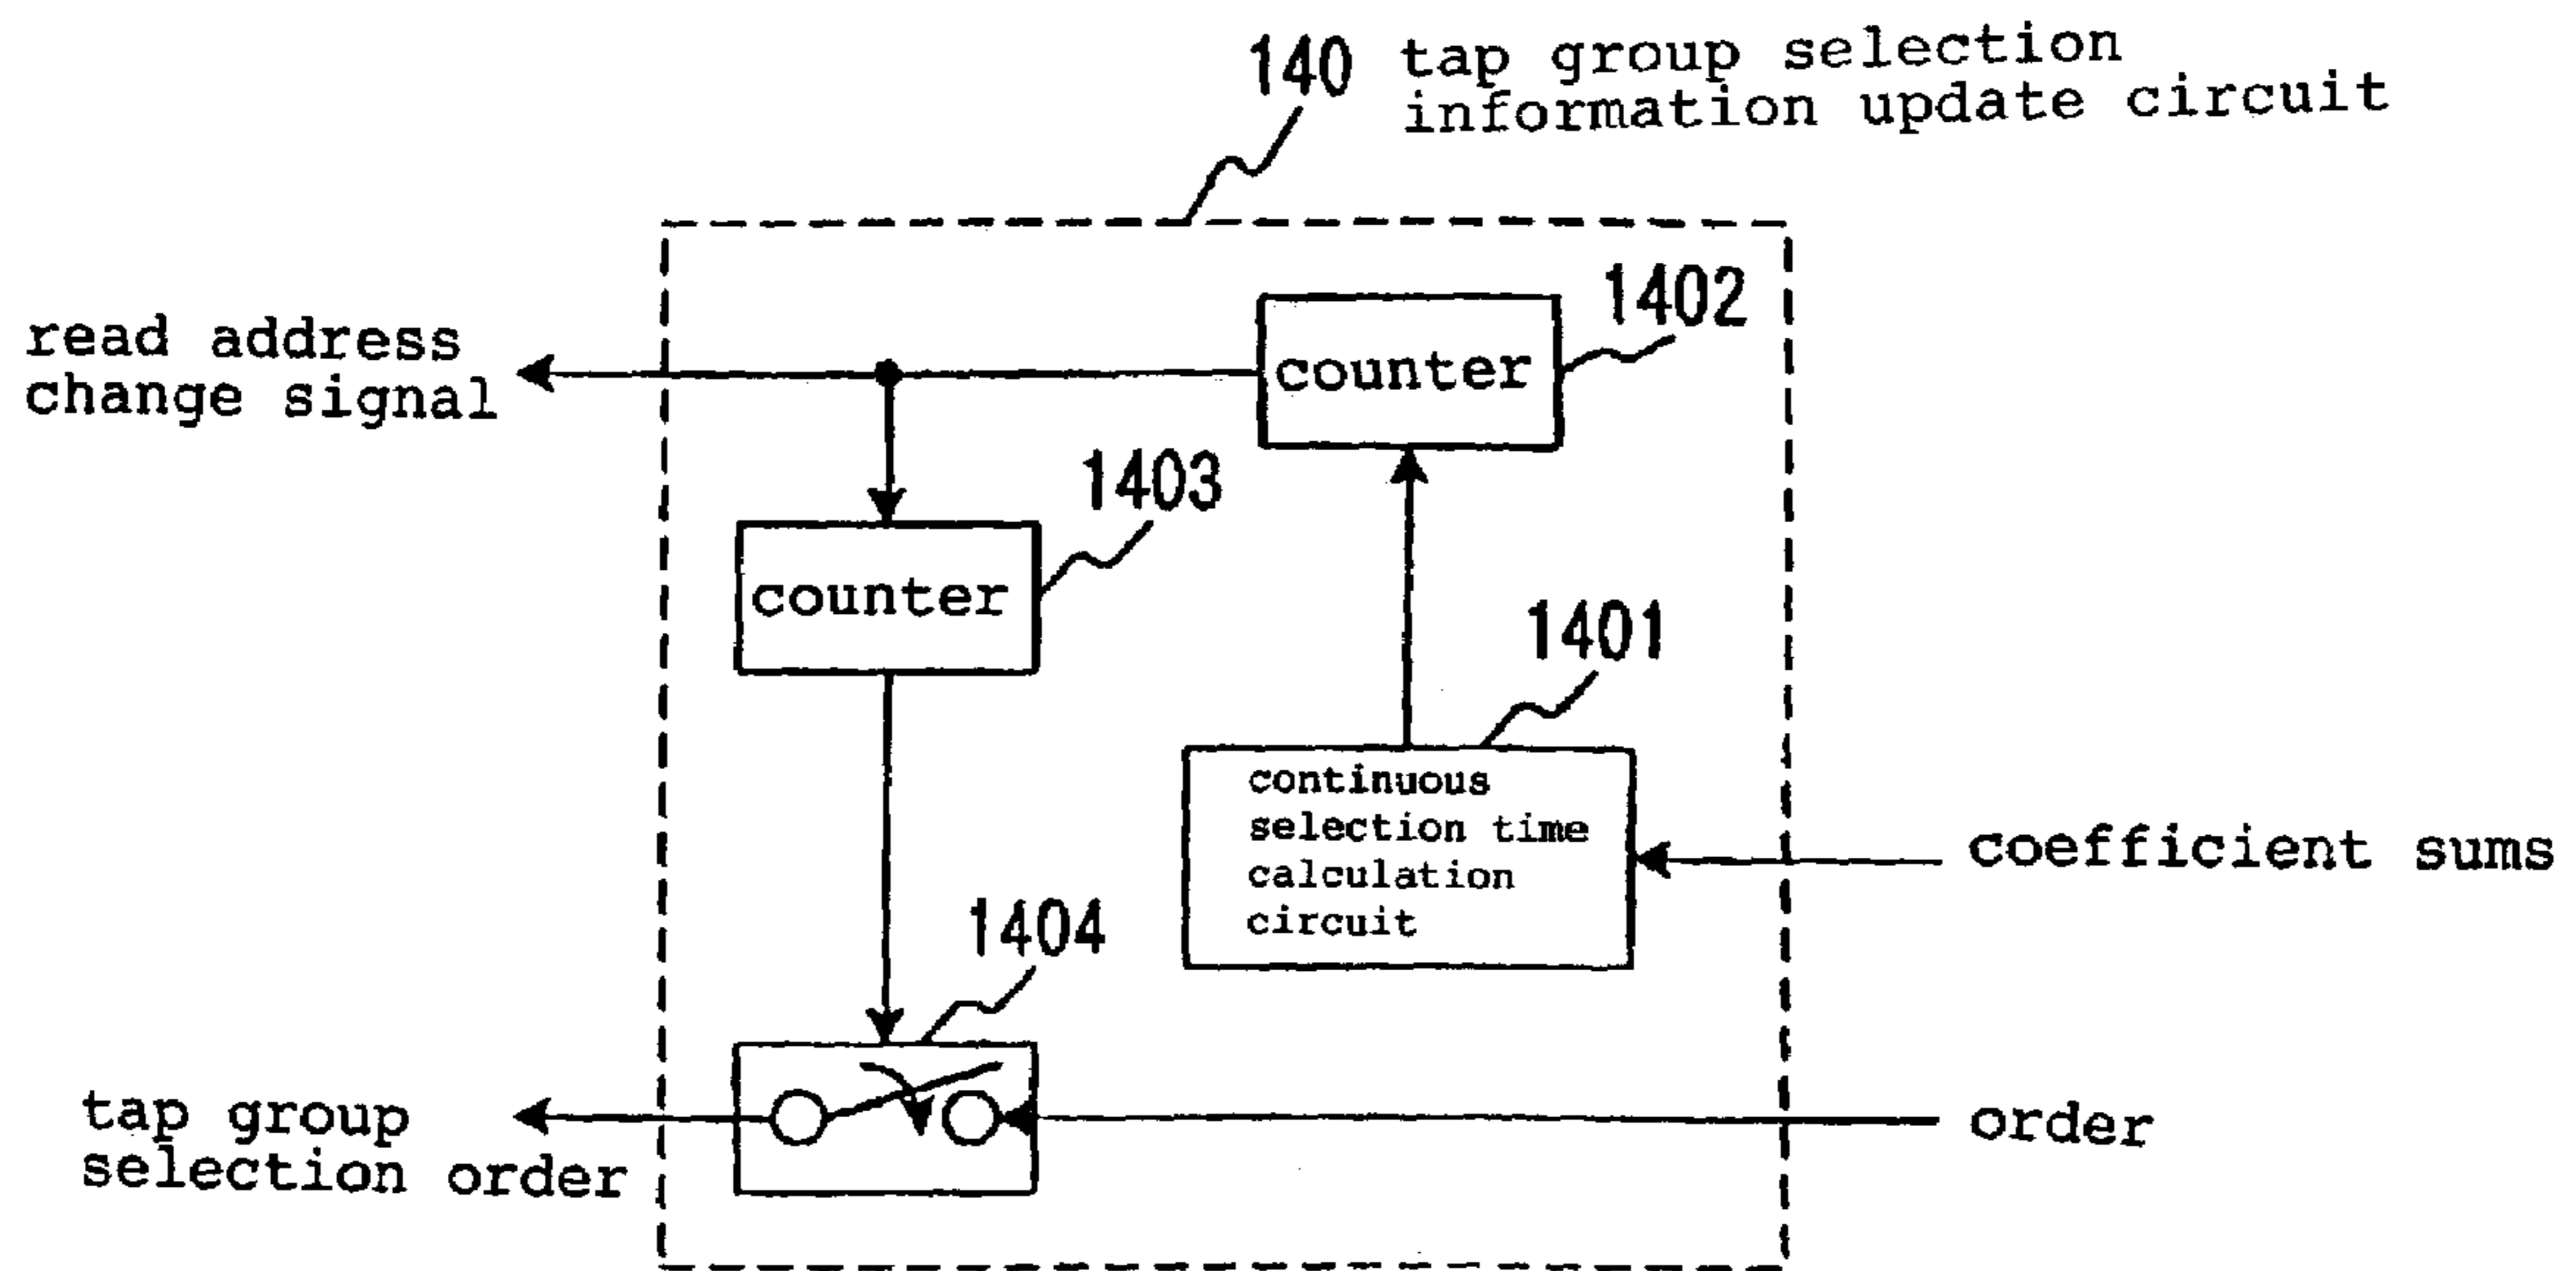 140 tap group selection
information update circuit
1402
read address
change signal
counter
1403
counter
1401
continuous
selection time
calculation
circuit
coefficient sums
1404
tap group
selection order
order